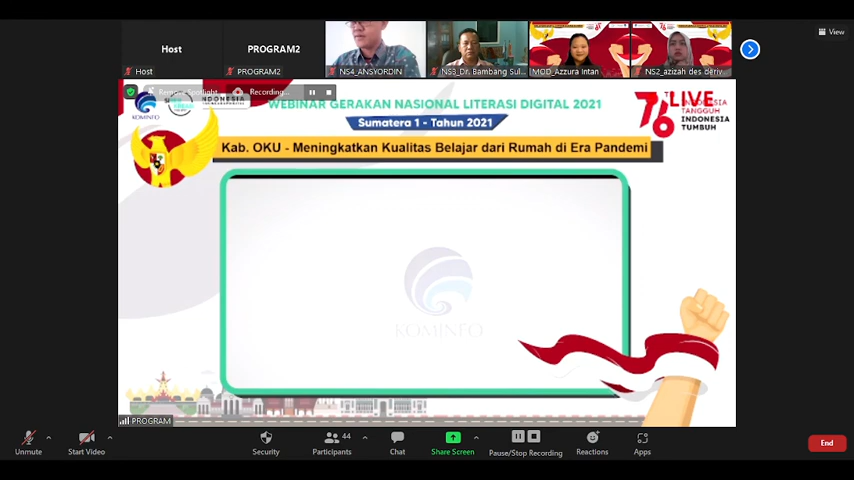 View
Host
PROGRAM2
Host
PROGRAM2
NS4_ANSYORDIN
NS3_Dr. Bambang Sul...
MOD_Azzura Intan
NS2_azizah des deriv
Remove Spotlight
Recording...
KOMINFO
INDONESIA
WEBINAR GERAKAN NASIONAL LITERASI DIGITAL 2021
Sumatera 1 - Tahun 2021
76
LIVE
TANGGUH
INDONESIA
TUMBUH
Kab. OKU - Meningkatkan Kualitas Belajar dari Rumah di Era Pandemi
KOMINFO
PROGRAM
Unmute
Start Video
Security
Participants
44
Chat
Share Screen
Pause/Stop Recording
Reactions
Apps
End